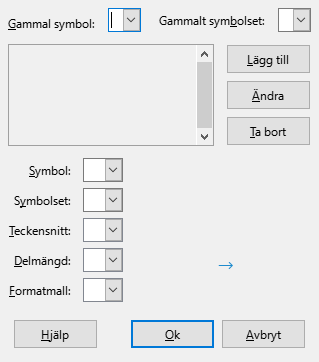 Gammal symbol: Gammalt symbolset:
Lägg till
Ändra
Ta bort
Symbol:
Symbolset:
Teckensnitt:
Delmängd:
→
Formatmall:
Hjälp Ok Avbryt